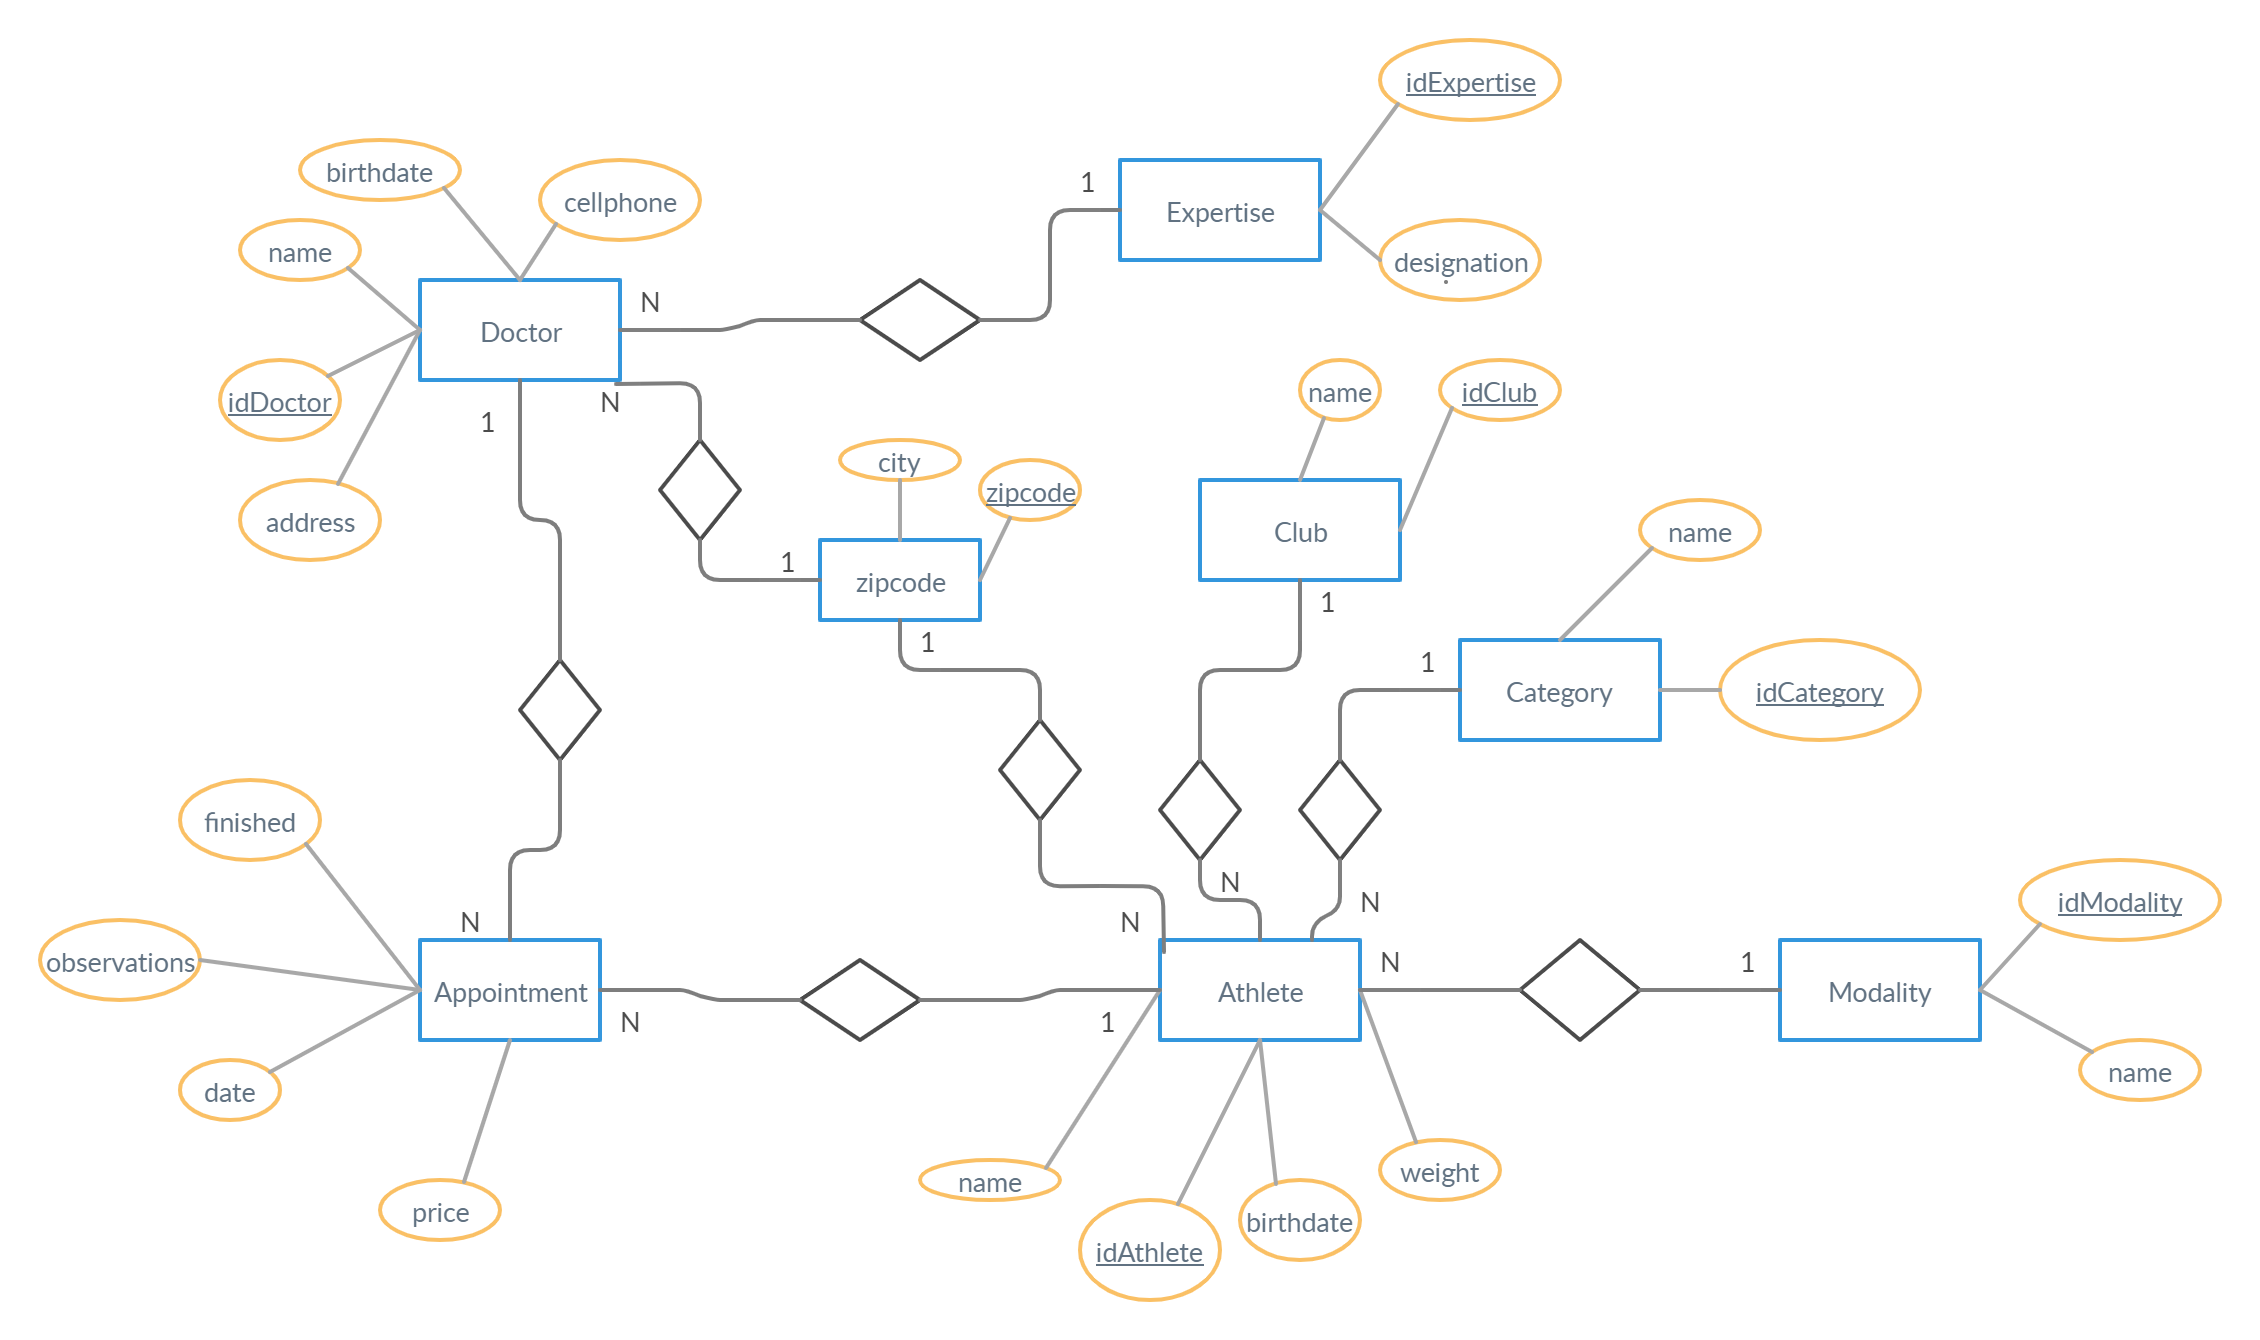 idExpertise
birthdate
cellphone
1
Expertise
name
designation
N
Doctor
idDoctor
N
1
name
idClub
city
zipcode
address
Club
name
1
zipcode
1
1
1
Category
idCategory
finished
N
N
idModality
N
N
observations
N
1
Appointment
Athlete
Modality
N
1
date
name
weight
name
price
birthdate
idAthlete